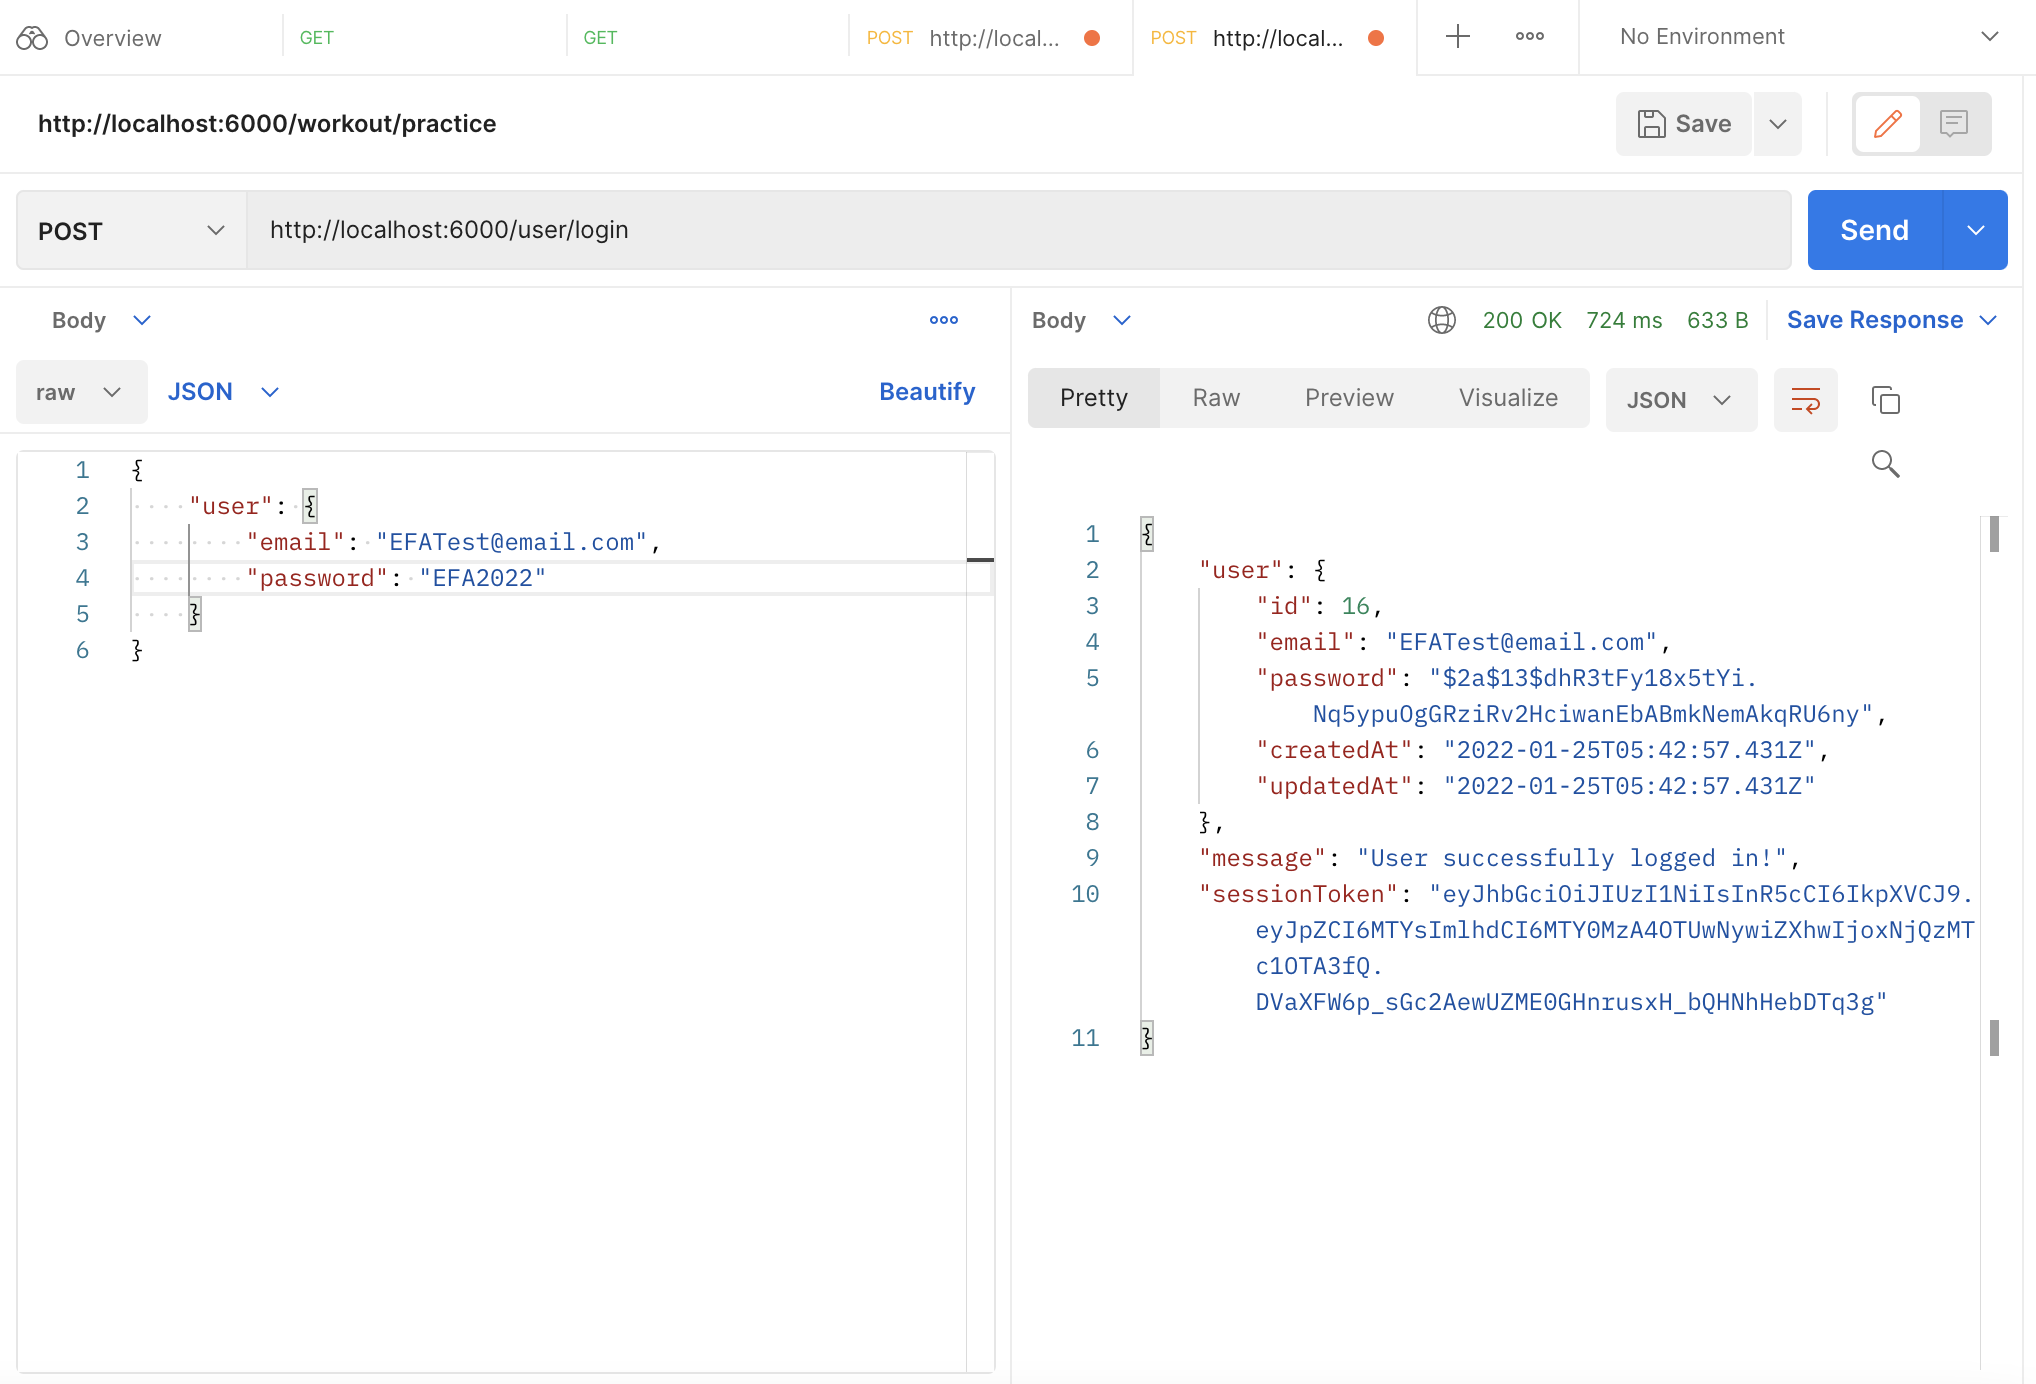 Overview
GET
GET
POST http://local...
POST http://local...
No Environment
http://localhost:6000/workout/practice
Save
POST
http://localhost:6000/user/login
Send
Body
raw
JSON
Beautify
1 {
2 "user": {
3 "email": "EFATest@email.com",
4 "password": "EFA2022"
5 }
6 }
Body
200 OK 724 ms 633 B
Save Response
Pretty Raw Preview Visualize
JSON
1 {
2 "user": {
3 "id": 16,
4 "email": "EFATest@email.com",
5 "password": "$2a$13$dhR3tFy18x5tYi.
Nq5ypuOgGRziRv2HciwanEbABmkNemAkqRU6ny",
6 "createdAt": "2022-01-25T05:42:57.431Z",
7 "updatedAt": "2022-01-25T05:42:57.431Z"
8 },
9 "message": "User successfully logged in!",
10 "sessionToken": "eyJhbGciOiJIUzI1NiIsInR5cCI6IkpXVCJ9.
eyJpZCI6MTYsImlhdCI6MTY0MzA4OTUwNywiZXhwIjoxNjQzMT
c1OTA3fQ.
DVaXFW6p_sGc2AewUZME0GHnrusxH_bQHNhHebDTq3g"
11 }